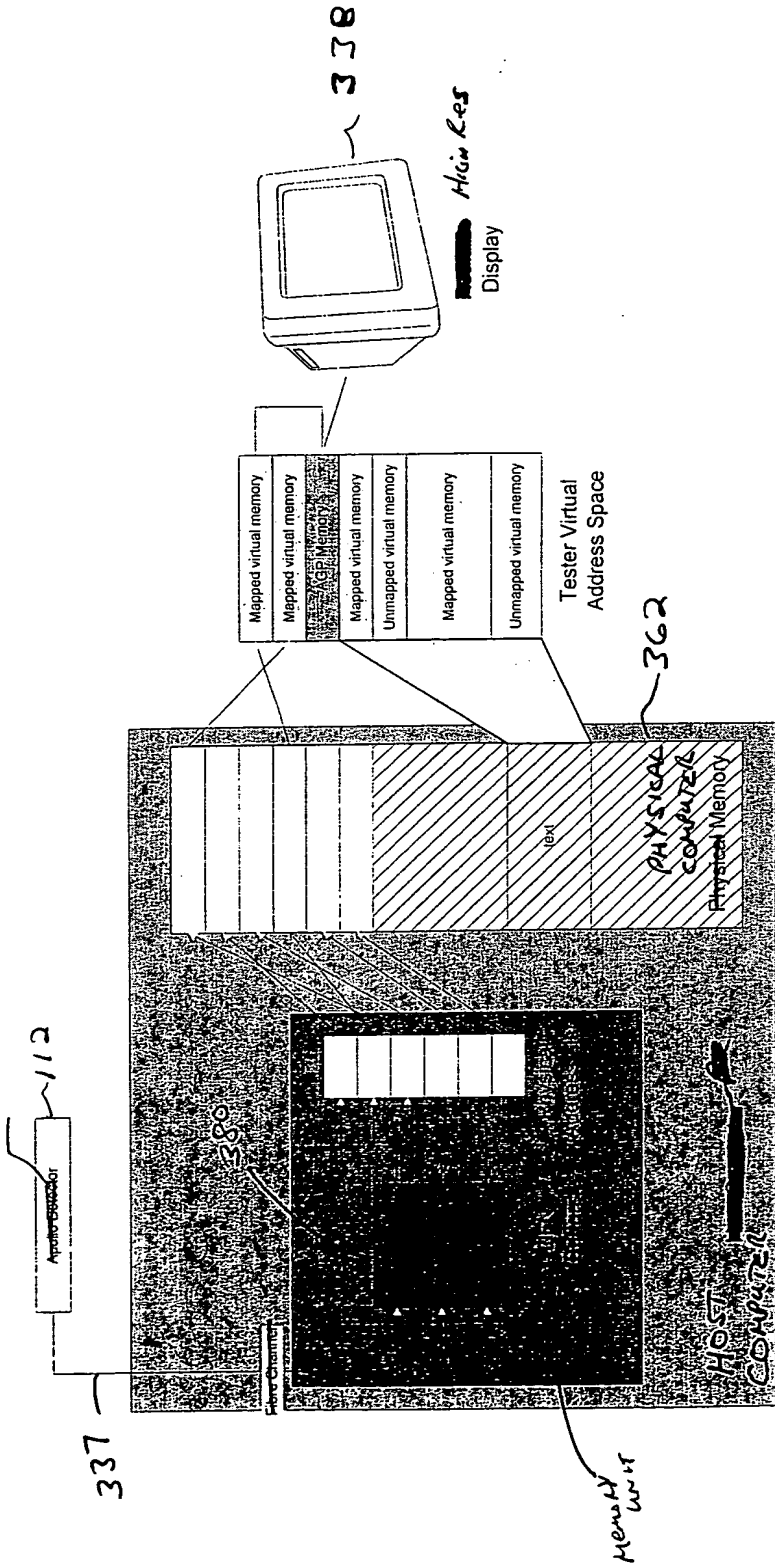 112
Apollo Detector
337
Fibre Channel
380
MEMORY
UNIT
HOST
COMPUTER
text
PHYSICAL
COMPUTER
Physical Memory
362
Mapped virtual memory
Mapped virtual memory
AGP Memory
Mapped virtual memory
Unmapped virtual memory
Mapped virtual memory
Unmapped virtual memory
Tester Virtual
Address Space
338
HIGH Res
Display